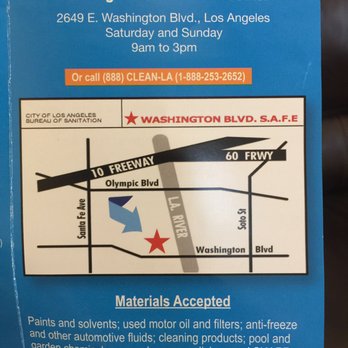 2649 E. Washington Blvd., Los Angeles
Saturday and Sunday
9am to 3pm
Or call (888) CLEAN-LA (1-888-253-2652)
CITY OF LOS ANGELES
BUREAU OF SANITATION
WASHINGTON BLVD. S.A.F.E
10 FREEWAY
60 FRWY
Olympic Blvd
Santa Fe Ave
L.A. RIVER
Soto St
Washington Blvd
Materials Accepted
Paints and solvents; used motor oil and filters; anti-freeze
and other automotive fluids; cleaning products; pool and